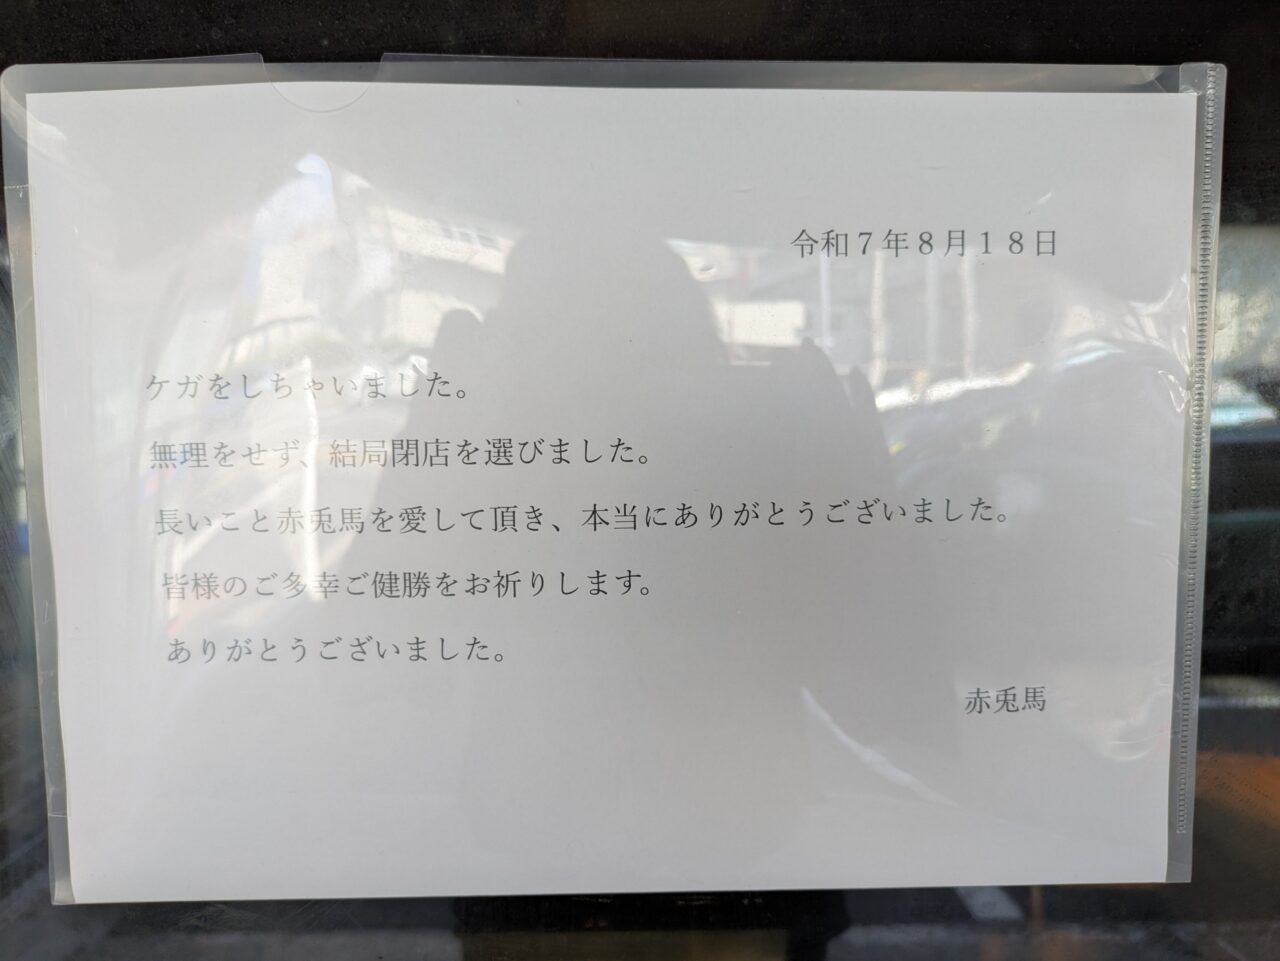 令和７年８月１８日
ケガをしちゃいました。
無理をせず、結局閉店を選びました。
長いこと赤兎馬を愛して頂き、本当にありがとうございました。
皆様のご多幸ご健勝をお祈りします。
ありがとうございました。
赤兎馬